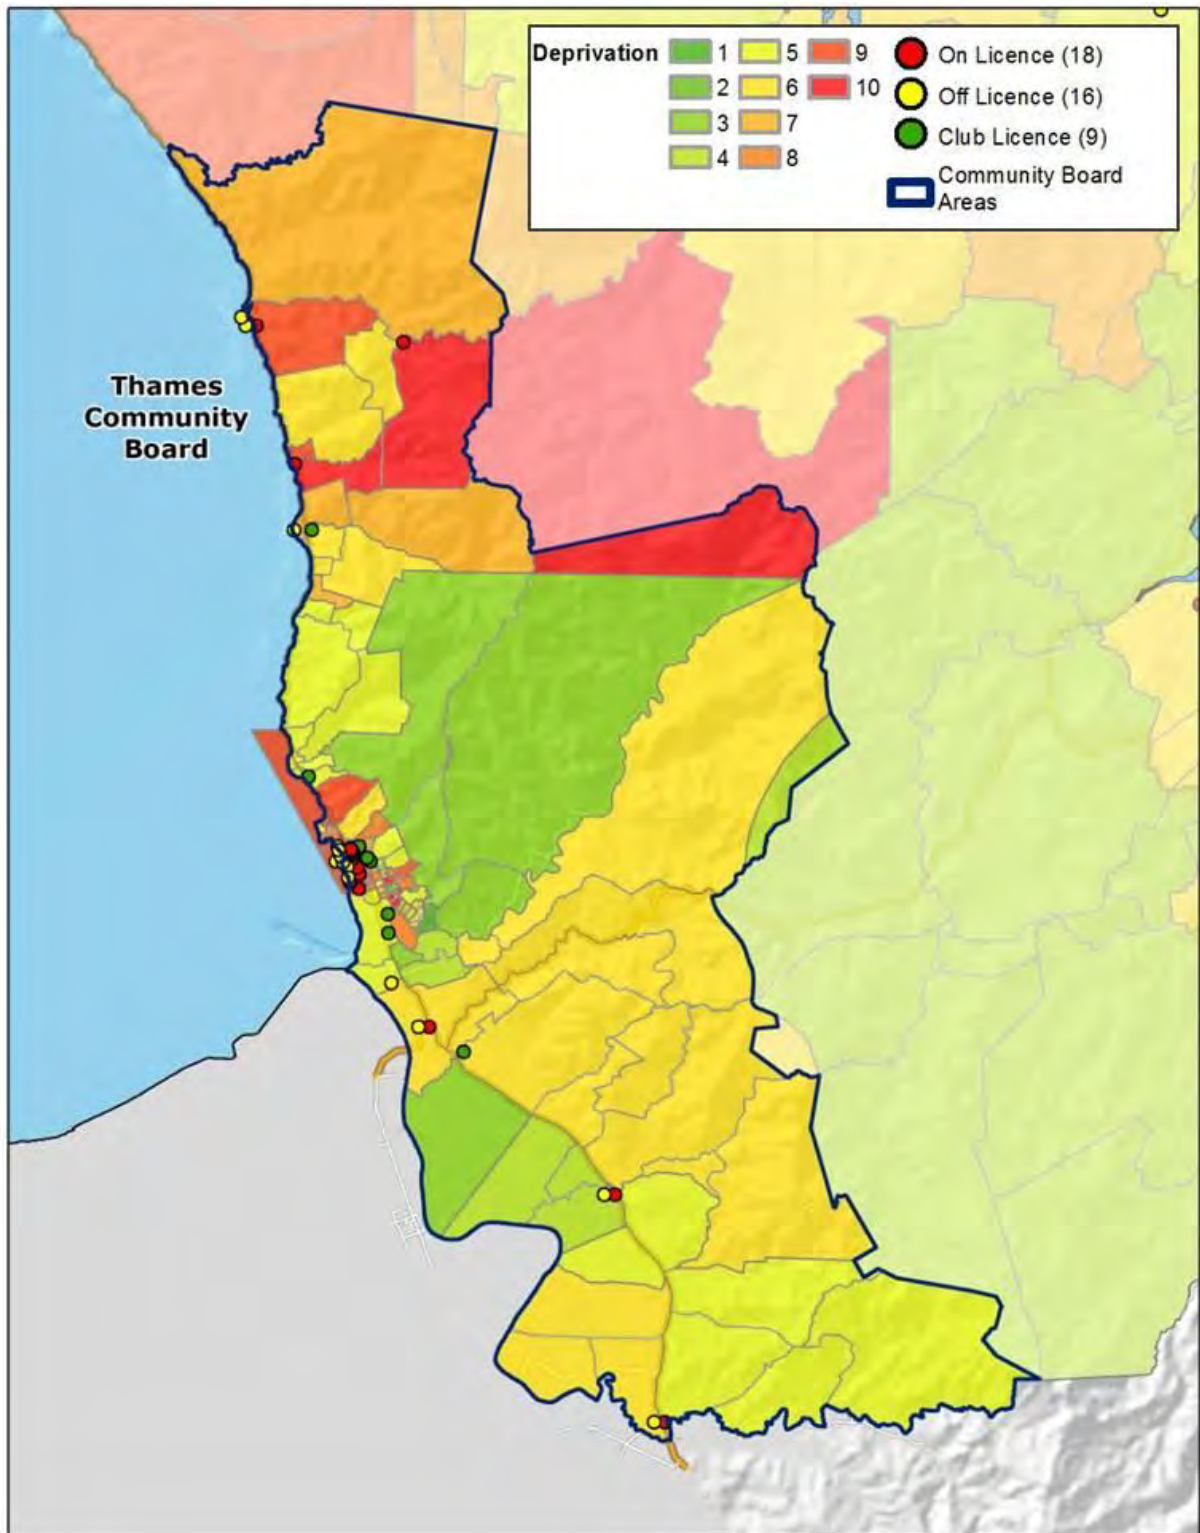 Deprivation
1
2
3
4
5
6
7
8
9
10
On Licence (18)
Off Licence (16)
Club Licence (9)
Community Board
Areas
Thames
Community
Board